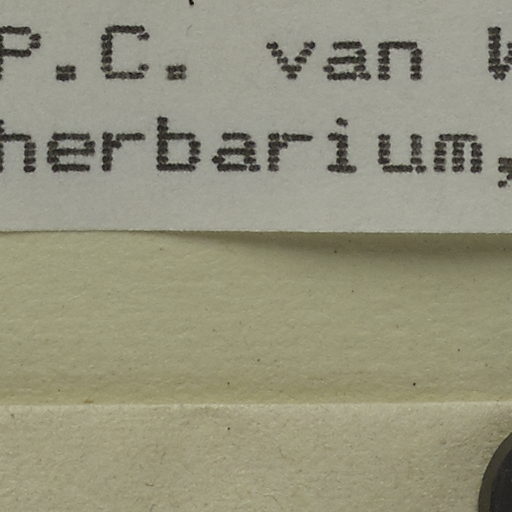 P.C. van W
herbarium,